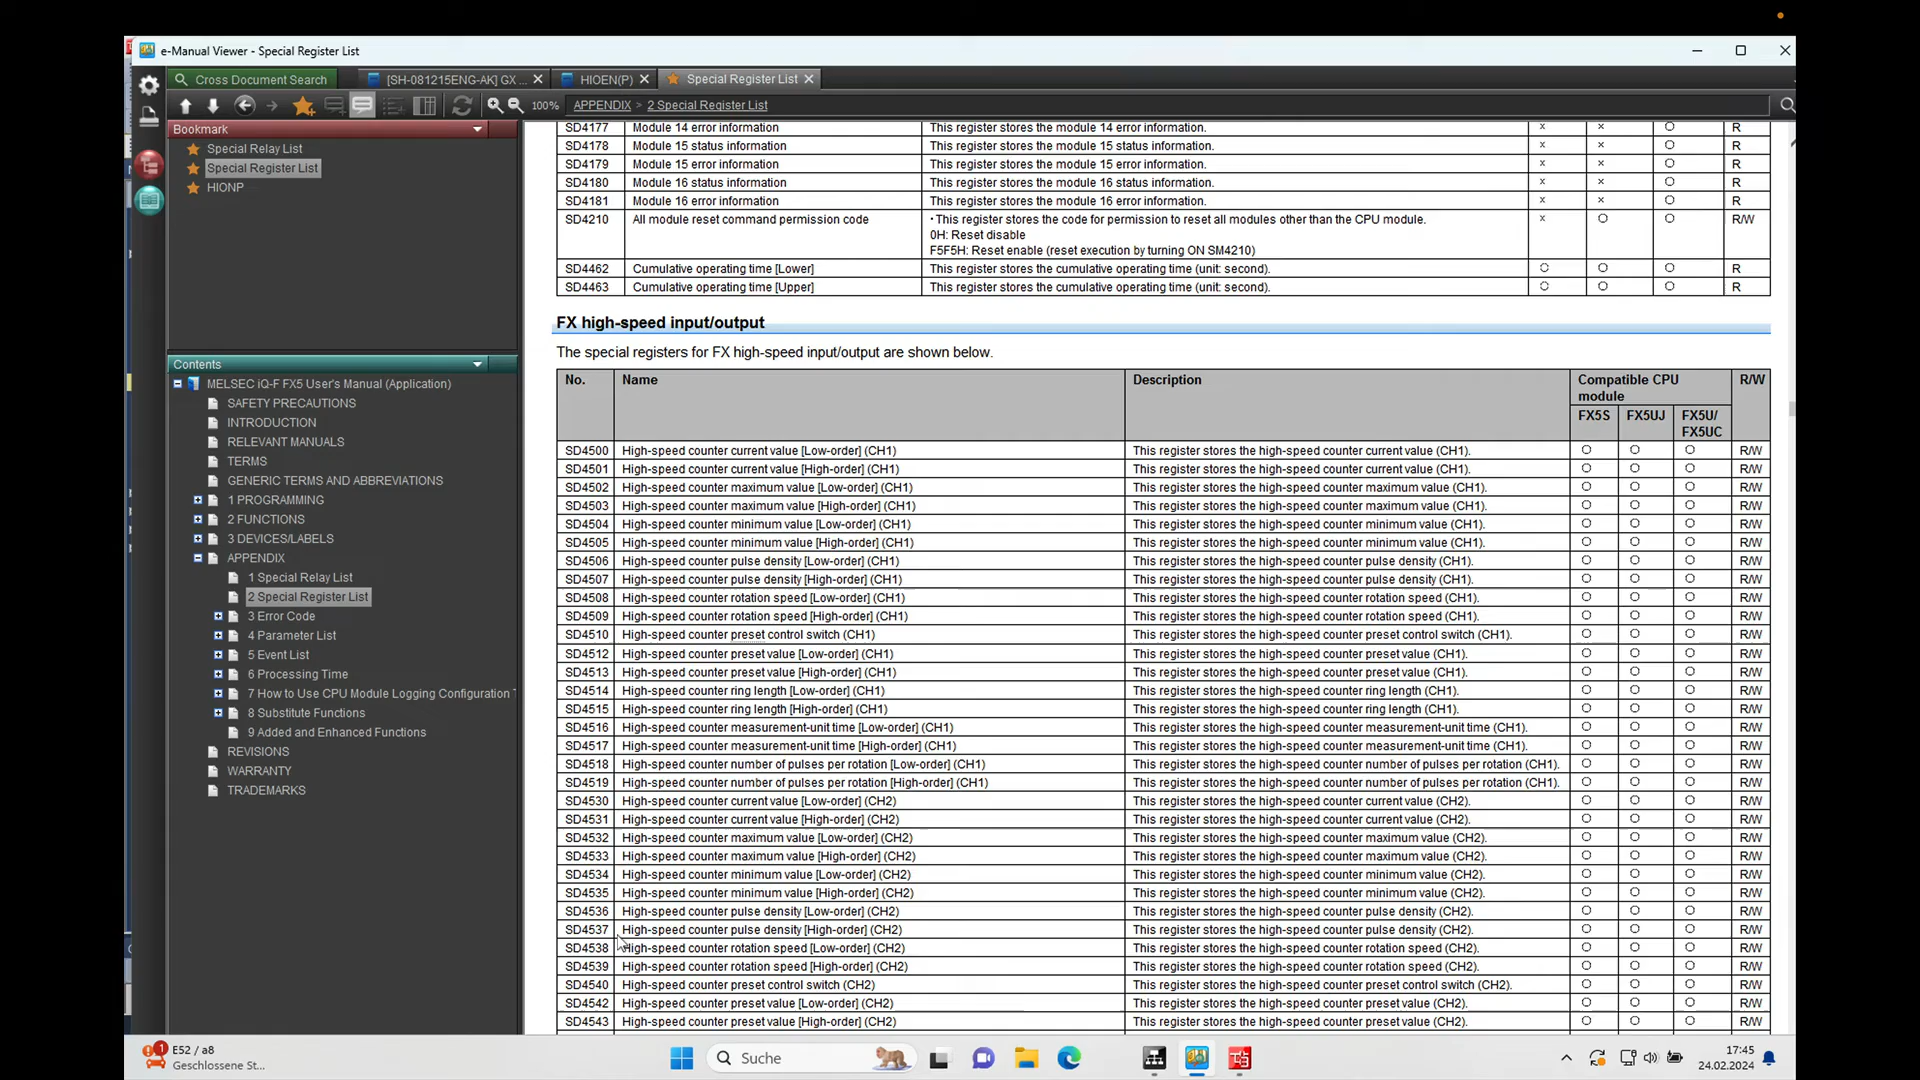 e-Manual Viewer - Special Register List
Cross Document Search
[SH-081215ENG-AK] GX ...
HIOEN(P)
Special Register List
100%
APPENDIX > 2 Special Register List
Bookmark
Special Relay List
Special Register List
HIONP
Contents
MELSEC iQ-F FX5 User's Manual (Application)
SAFETY PRECAUTIONS
INTRODUCTION
RELEVANT MANUALS
TERMS
GENERIC TERMS AND ABBREVIATIONS
1 PROGRAMMING
2 FUNCTIONS
3 DEVICES/LABELS
APPENDIX
1 Special Relay List
2 Special Register List
3 Error Code
4 Parameter List
5 Event List
6 Processing Time
7 How to Use CPU Module Logging Configuration T
8 Substitute Functions
9 Added and Enhanced Functions
REVISIONS
WARRANTY
TRADEMARKS
SD4177 Module 14 error information This register stores the module 14 error information. x x O R
SD4178 Module 15 status information This register stores the module 15 status information. x x O R
SD4179 Module 15 error information This register stores the module 15 error information. x x O R
SD4180 Module 16 status information This register stores the module 16 status information. x x O R
SD4181 Module 16 error information This register stores the module 16 error information. x x O R
SD4210 All module reset command permission code • This register stores the code for permission to reset all modules other than the CPU module. x O O R/W
0H: Reset disable
F5F5H: Reset enable (reset execution by turning ON SM4210)
SD4462 Cumulative operating time [Lower] This register stores the cumulative operating time (unit: second). O O O R
SD4463 Cumulative operating time [Upper] This register stores the cumulative operating time (unit: second). O O O R
FX high-speed input/output
The special registers for FX high-speed input/output are shown below.
No. Name Description Compatible CPU module R/W
FX5S FX5UJ FX5U/ FX5UC
SD4500 High-speed counter current value [Low-order] (CH1) This register stores the high-speed counter current value (CH1). O O O R/W
SD4501 High-speed counter current value [High-order] (CH1) This register stores the high-speed counter current value (CH1). O O O R/W
SD4502 High-speed counter maximum value [Low-order] (CH1) This register stores the high-speed counter maximum value (CH1). O O O R/W
SD4503 High-speed counter maximum value [High-order] (CH1) This register stores the high-speed counter maximum value (CH1). O O O R/W
SD4504 High-speed counter minimum value [Low-order] (CH1) This register stores the high-speed counter minimum value (CH1). O O O R/W
SD4505 High-speed counter minimum value [High-order] (CH1) This register stores the high-speed counter minimum value (CH1). O O O R/W
SD4506 High-speed counter pulse density [Low-order] (CH1) This register stores the high-speed counter pulse density (CH1). O O O R/W
SD4507 High-speed counter pulse density [High-order] (CH1) This register stores the high-speed counter pulse density (CH1). O O O R/W
SD4508 High-speed counter rotation speed [Low-order] (CH1) This register stores the high-speed counter rotation speed (CH1). O O O R/W
SD4509 High-speed counter rotation speed [High-order] (CH1) This register stores the high-speed counter rotation speed (CH1). O O O R/W
SD4510 High-speed counter preset control switch (CH1) This register stores the high-speed counter preset control switch (CH1). O O O R/W
SD4512 High-speed counter preset value [Low-order] (CH1) This register stores the high-speed counter preset value (CH1). O O O R/W
SD4513 High-speed counter preset value [High-order] (CH1) This register stores the high-speed counter preset value (CH1). O O O R/W
SD4514 High-speed counter ring length [Low-order] (CH1) This register stores the high-speed counter ring length (CH1). O O O R/W
SD4515 High-speed counter ring length [High-order] (CH1) This register stores the high-speed counter ring length (CH1). O O O R/W
SD4516 High-speed counter measurement-unit time [Low-order] (CH1) This register stores the high-speed counter measurement-unit time (CH1). O O O R/W
SD4517 High-speed counter measurement-unit time [High-order] (CH1) This register stores the high-speed counter measurement-unit time (CH1). O O O R/W
SD4518 High-speed counter number of pulses per rotation [Low-order] (CH1) This register stores the high-speed counter number of pulses per rotation (CH1). O O O R/W
SD4519 High-speed counter number of pulses per rotation [High-order] (CH1) This register stores the high-speed counter number of pulses per rotation (CH1). O O O R/W
SD4530 High-speed counter current value [Low-order] (CH2) This register stores the high-speed counter current value (CH2). O O O R/W
SD4531 High-speed counter current value [High-order] (CH2) This register stores the high-speed counter current value (CH2). O O O R/W
SD4532 High-speed counter maximum value [Low-order] (CH2) This register stores the high-speed counter maximum value (CH2). O O O R/W
SD4533 High-speed counter maximum value [High-order] (CH2) This register stores the high-speed counter maximum value (CH2). O O O R/W
SD4534 High-speed counter minimum value [Low-order] (CH2) This register stores the high-speed counter minimum value (CH2). O O O R/W
SD4535 High-speed counter minimum value [High-order] (CH2) This register stores the high-speed counter minimum value (CH2). O O O R/W
SD4536 High-speed counter pulse density [Low-order] (CH2) This register stores the high-speed counter pulse density (CH2). O O O R/W
SD4537 High-speed counter pulse density [High-order] (CH2) This register stores the high-speed counter pulse density (CH2). O O O R/W
SD4538 High-speed counter rotation speed [Low-order] (CH2) This register stores the high-speed counter rotation speed (CH2). O O O R/W
SD4539 High-speed counter rotation speed [High-order] (CH2) This register stores the high-speed counter rotation speed (CH2). O O O R/W
SD4540 High-speed counter preset control switch (CH2) This register stores the high-speed counter preset control switch (CH2). O O O R/W
SD4542 High-speed counter preset value [Low-order] (CH2) This register stores the high-speed counter preset value (CH2). O O O R/W
SD4543 High-speed counter preset value [High-order] (CH2) This register stores the high-speed counter preset value (CH2). O O O R/W
1
E52 / a8
Geschlossene St...
Suche
17:45
24.02.2024